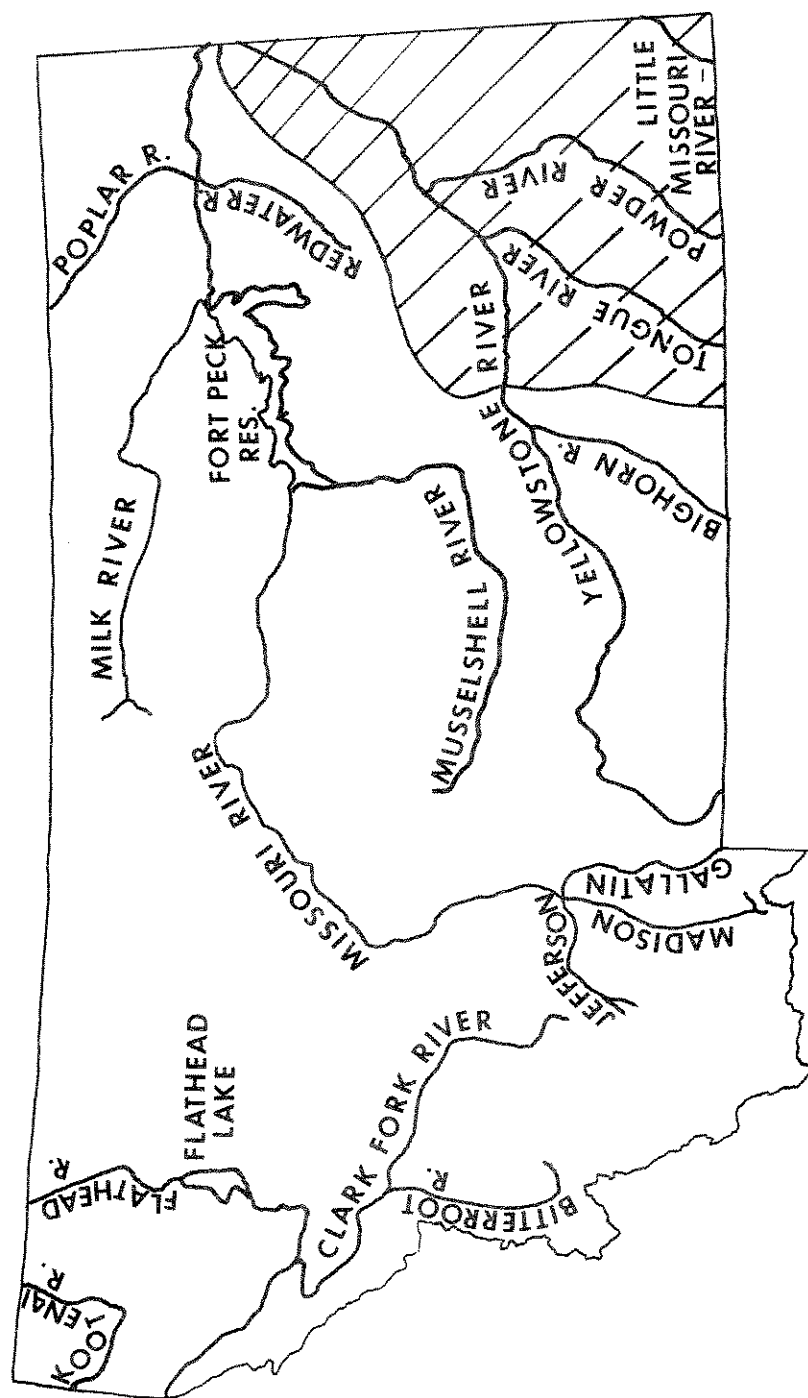 KOOTENAI
R.
FLATHEAD
R.
FLATHEAD
LAKE
CLARK FORK RIVER
BITTERROOT
R.
MISSOURI RIVER
JEFFERSON
MADISON
GALLATIN
MILK RIVER
MUSSELSHELL RIVER
FORT PECK
RES.
POPLAR R.
REDWATER R.
YELLOWSTONE RIVER
BIGHORN R.
TONGUE RIVER
POWDER RIVER
LITTLE
MISSOURI
RIVER